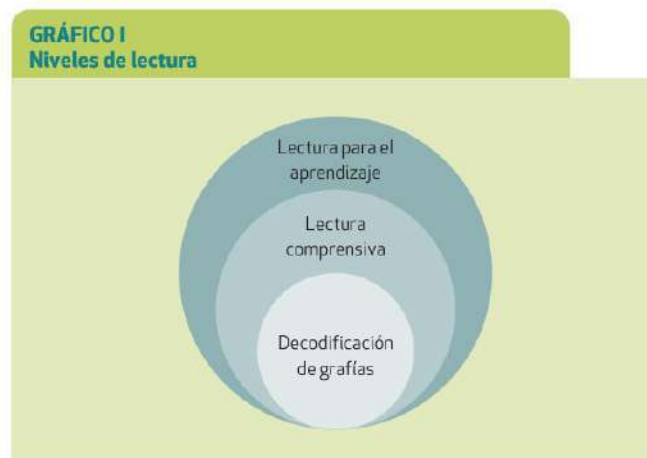 GRÁFICO I
Niveles de lectura
Lectura para el
aprendizaje
Lectura
comprensiva
Decodificación
de grafías